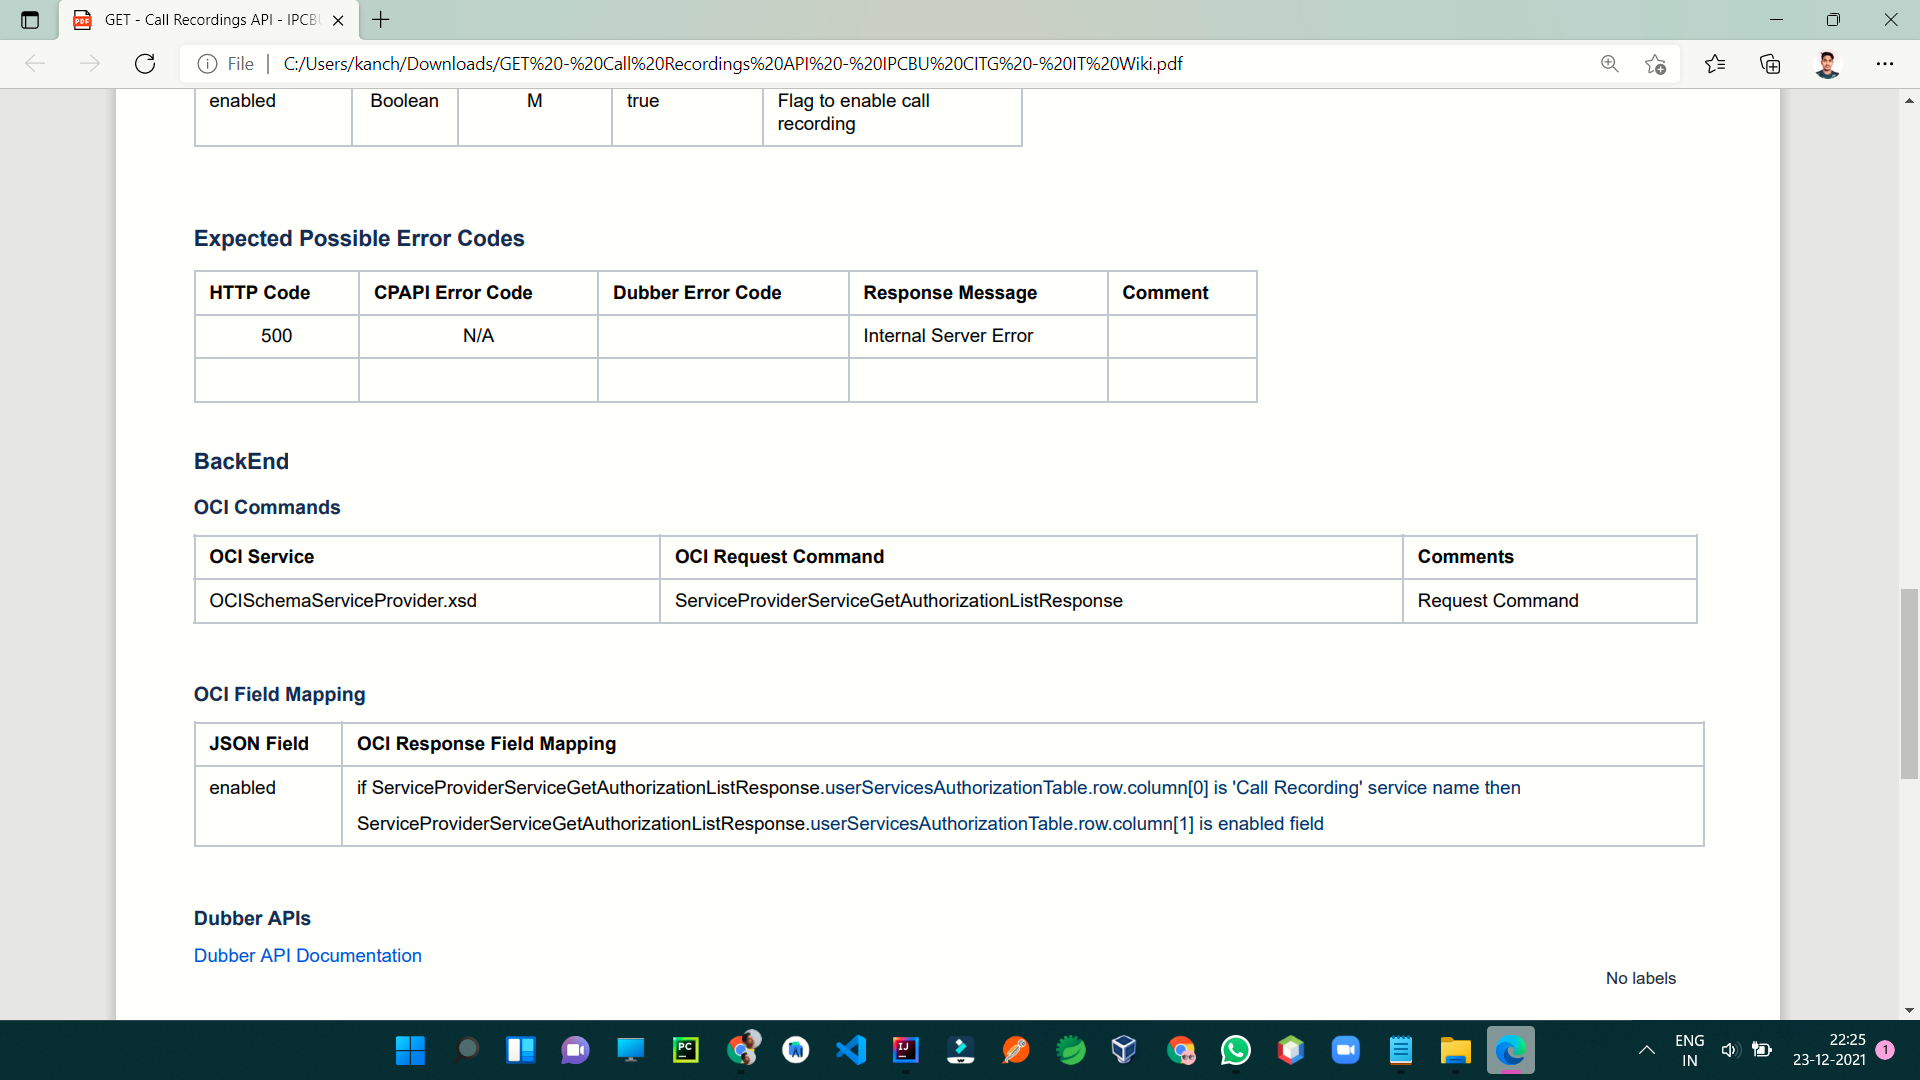 GET - Call Recordings API - IPCBU
File
C:/Users/kanch/Downloads/GET%20-%20Call%20Recordings%20API%20-%20IPCBU%20CITG%20-%20IT%20Wiki.pdf
enabled Boolean M true Flag to enable call
recording
Expected Possible Error Codes
HTTP Code CPAPI Error Code Dubber Error Code Response Message Comment
500 N/A Internal Server Error
BackEnd
OCI Commands
OCI Service OCI Request Command Comments
OCISchemaServiceProvider.xsd ServiceProviderServiceGetAuthorizationListResponse Request Command
OCI Field Mapping
JSON Field OCI Response Field Mapping
enabled if ServiceProviderServiceGetAuthorizationListResponse.userServicesAuthorizationTable.row.column[0] is 'Call Recording' service name then
ServiceProviderServiceGetAuthorizationListResponse.userServicesAuthorizationTable.row.column[1] is enabled field
Dubber APIs
Dubber API Documentation
No labels
ENG
IN
22:25
23-12-2021
1